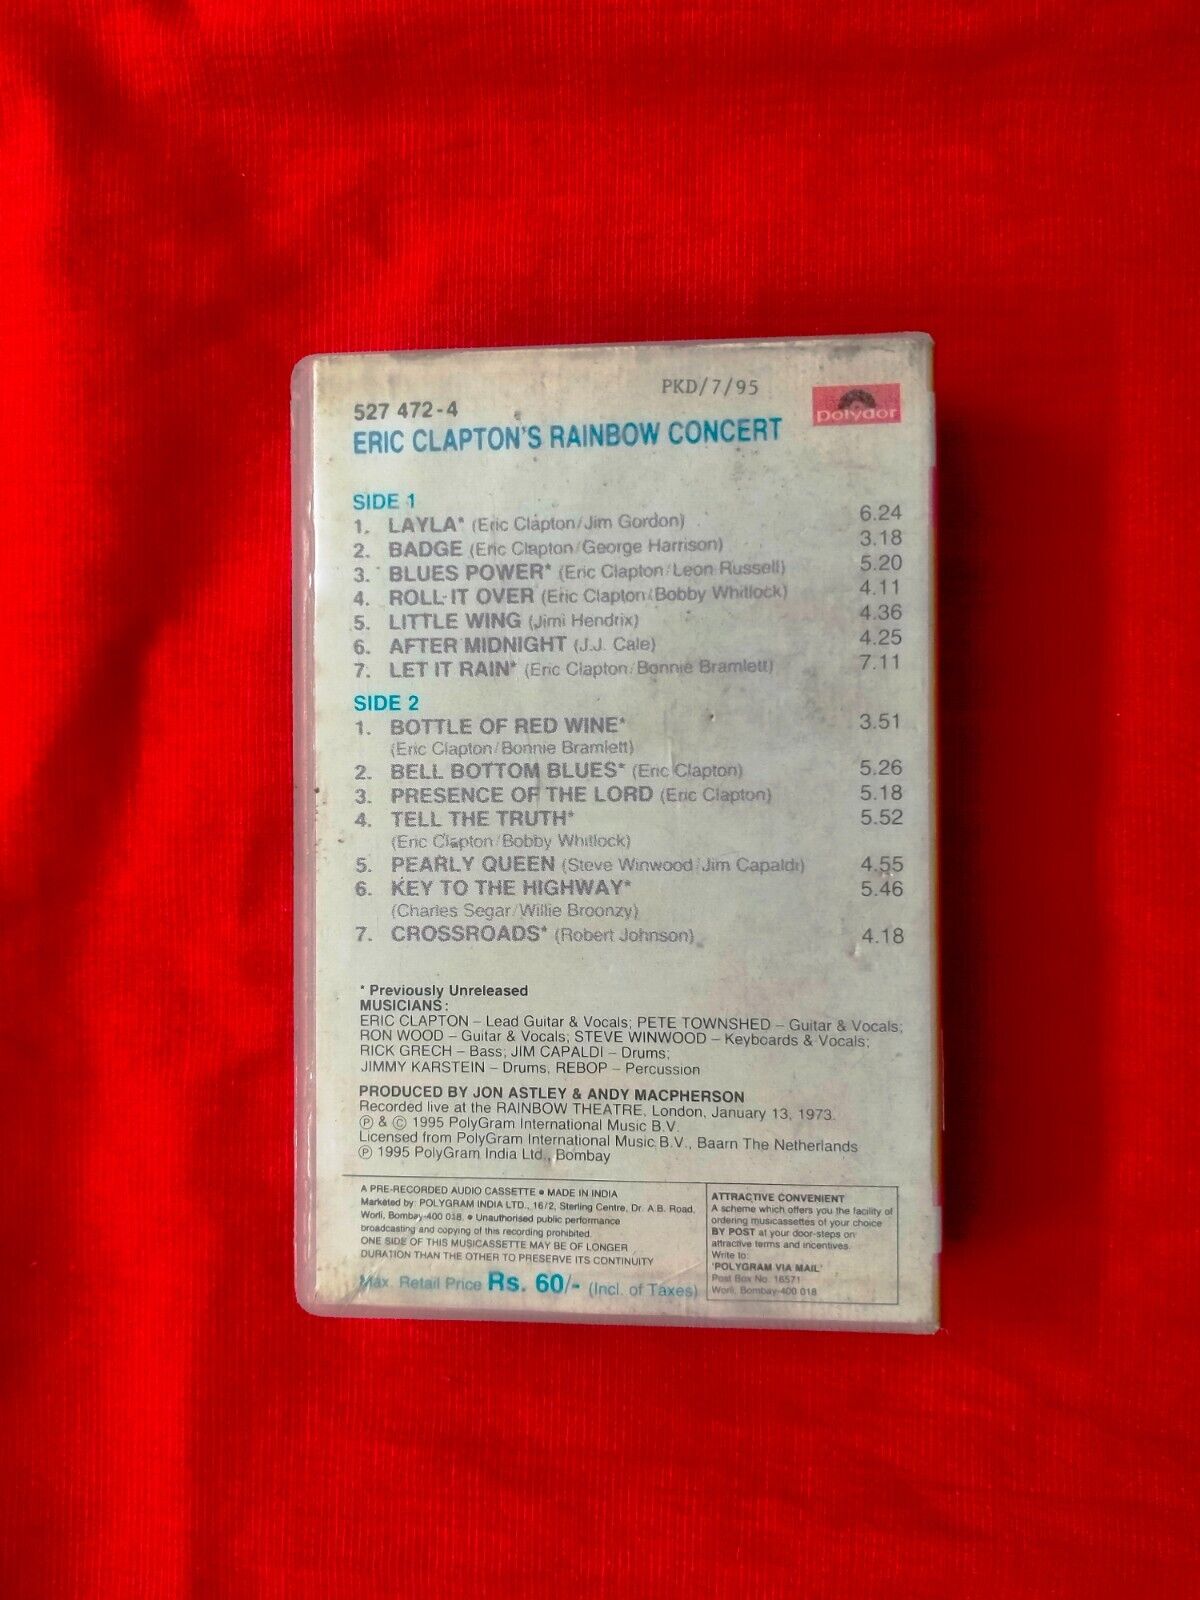 PKD/7/95
polydor
527 472-4
ERIC CLAPTON'S RAINBOW CONCERT
SIDE 1
1. LAYLA* (Eric Clapton/Jim Gordon) 6.24
2. BADGE (Eric Clapton/George Harrison) 3.18
3. BLUES POWER* (Eric Clapton/Leon Russell) 5.20
4. ROLL IT OVER (Eric Clapton/Bobby Whitlock) 4.11
5. LITTLE WING (Jimi Hendrix) 4.36
6. AFTER MIDNIGHT (J.J. Cale) 4.25
7. LET IT RAIN* (Eric Clapton/Bonnie Bramlett) 7.11
SIDE 2
1. BOTTLE OF RED WINE* 3.51
(Eric Clapton/Bonnie Bramlett)
2. BELL BOTTOM BLUES* (Eric Clapton) 5.26
3. PRESENCE OF THE LORD (Eric Clapton) 5.18
4. TELL THE TRUTH* 5.52
(Eric Clapton/Bobby Whitlock)
5. PEARLY QUEEN (Steve Winwood/Jim Capaldi) 4.55
6. KEY TO THE HIGHWAY* 5.46
(Charles Segar/Willie Broonzy)
7. CROSSROADS* (Robert Johnson) 4.18
* Previously Unreleased
MUSICIANS:
ERIC CLAPTON – Lead Guitar & Vocals; PETE TOWNSHED – Guitar & Vocals;
RON WOOD – Guitar & Vocals; STEVE WINWOOD – Keyboards & Vocals;
RICK GRECH – Bass; JIM CAPALDI – Drums;
JIMMY KARSTEIN – Drums, REBOP – Percussion
PRODUCED BY JON ASTLEY & ANDY MACPHERSON
Recorded live at the RAINBOW THEATRE, London, January 13, 1973.
Ⓟ & © 1995 PolyGram International Music B.V.
Licensed from PolyGram International Music B.V., Baarn The Netherlands
Ⓟ 1995 PolyGram India Ltd., Bombay
A PRE-RECORDED AUDIO CASSETTE ● MADE IN INDIA
Marketed by: POLYGRAM INDIA LTD., 16/2, Sterling Centre, Dr. A.B. Road,
Worli, Bombay-400 018. ● Unauthorised public performance
broadcasting and copying of this recording prohibited.
ONE SIDE OF THIS MUSICASSETTE MAY BE OF LONGER
DURATION THAN THE OTHER TO PRESERVE ITS CONTINUITY
Max. Retail Price Rs. 60/- (Incl. of Taxes)
ATTRACTIVE CONVENIENT
A scheme which offers you the facility of
ordering musicassettes of your choice
BY POST at your door-steps on
attractive terms and incentives.
Write to:
'POLYGRAM VIA MAIL'
Post Box No. 16571
Worli, Bombay-400 018